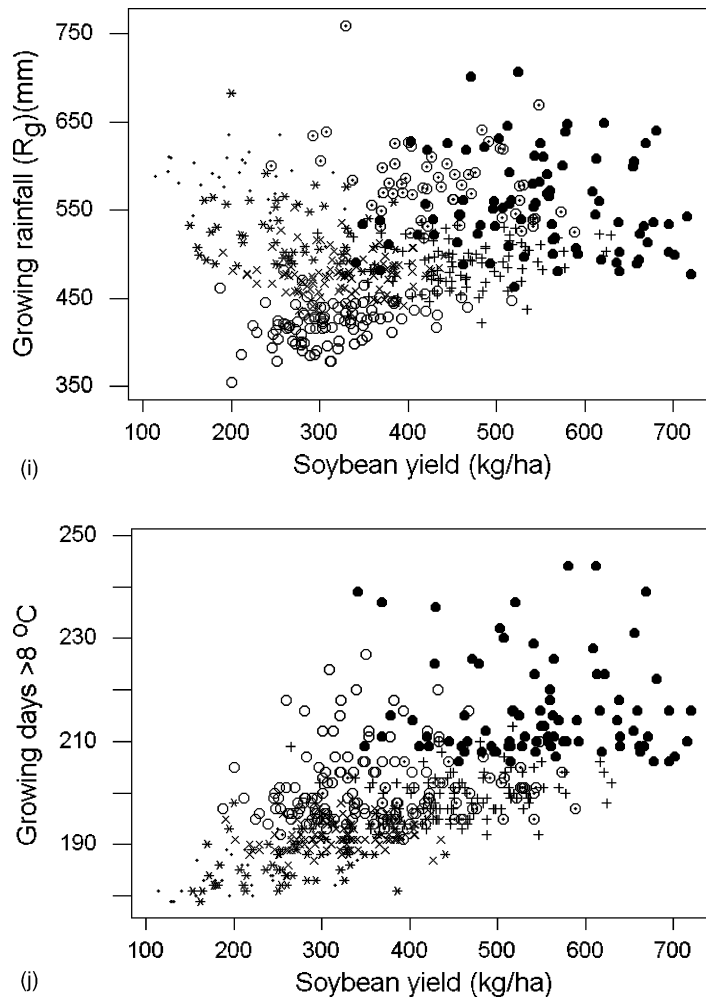 750
650
550
450
350
Growing rainfall (Rg)(mm)
100 200 300 400 500 600 700
Soybean yield (kg/ha)
(i)
250
230
210
190
Growing days >8 ºC
100 200 300 400 500 600 700
Soybean yield (kg/ha)
(j)